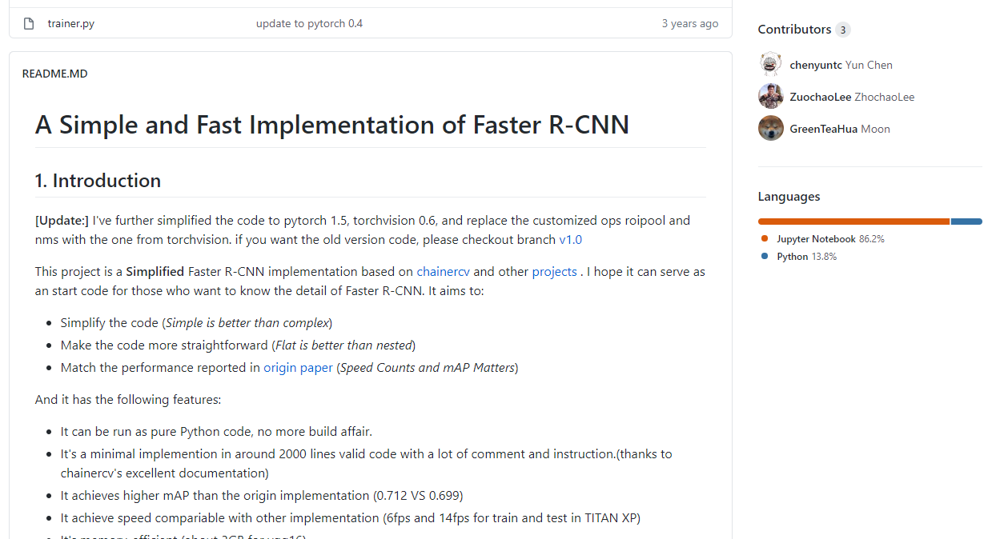 trainer.py update to pytorch 0.4 3 years ago
README.MD
A Simple and Fast Implementation of Faster R-CNN
1. Introduction
[Update:] I've further simplified the code to pytorch 1.5, torchvision 0.6, and replace the customized ops roipool and
nms with the one from torchvision. if you want the old version code, please checkout branch v1.0
This project is a Simplified Faster R-CNN implementation based on chainercv and other projects . I hope it can serve as
an start code for those who want to know the detail of Faster R-CNN. It aims to:
• Simplify the code (Simple is better than complex)
• Make the code more straightforward (Flat is better than nested)
• Match the performance reported in origin paper (Speed Counts and mAP Matters)
And it has the following features:
• It can be run as pure Python code, no more build affair.
• It's a minimal implemention in around 2000 lines valid code with a lot of comment and instruction.(thanks to
chainercv's excellent documentation)
• It achieves higher mAP than the origin implementation (0.712 VS 0.699)
• It achieve speed compariable with other implementation (6fps and 14fps for train and test in TITAN XP)
• It's memory-efficient (about 3GB for vgg16)
Contributors 3
chenyuntc Yun Chen
ZuochaoLee ZhochaoLee
GreenTeaHua Moon
Languages
Jupyter Notebook 86.2%
Python 13.8%